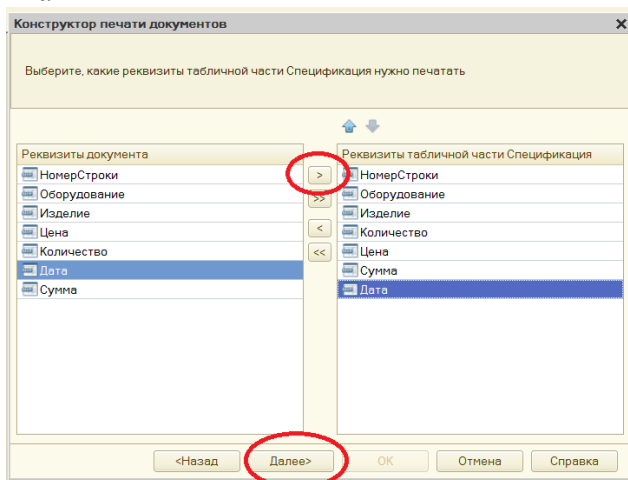 Конструктор печати документов
Выберите, какие реквизиты табличной части Спецификация нужно печатать
Реквизиты документа
НомерСтроки
Оборудование
Изделие
Цена
Количество
Дата
Сумма
>
>>
<
<<
Реквизиты табличной части Спецификация
НомерСтроки
Оборудование
Изделие
Количество
Цена
Сумма
Дата
<Назад Далее> ОК Отмена Справка